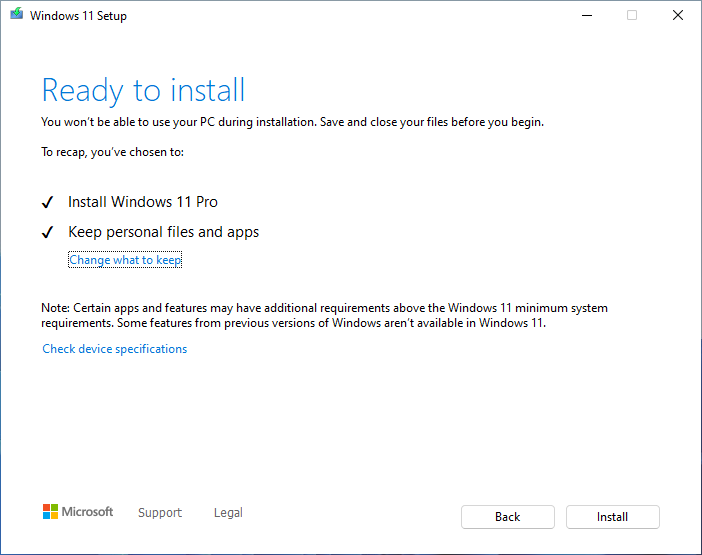 Windows 11 Setup
Ready to install
You won't be able to use your PC during installation. Save and close your files before you begin.
To recap, you've chosen to:
Install Windows 11 Pro
Keep personal files and apps
Change what to keep
Note: Certain apps and features may have additional requirements above the Windows 11 minimum system
requirements. Some features from previous versions of Windows aren't available in Windows 11.
Check device specifications
Microsoft Support Legal Back Install